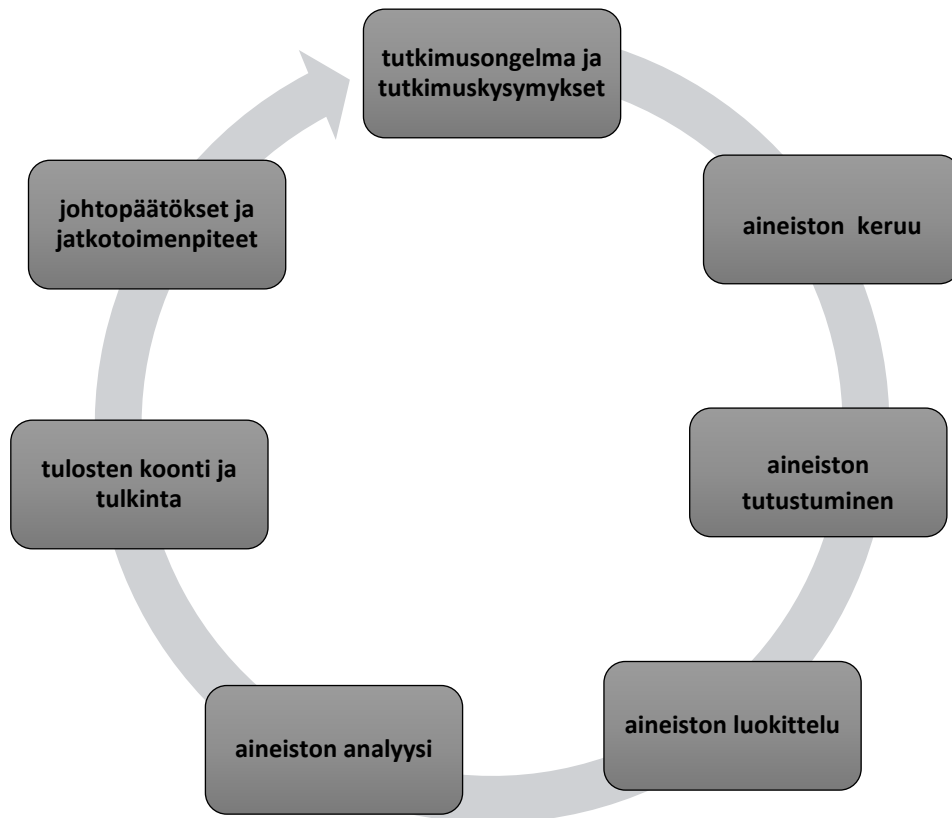 tutkimusongelma ja
tutkimuskysymykset
aineiston keruu
aineiston
tutustuminen
aineiston luokittelu
aineiston analyysi
tulosten koonti ja
tulkinta
johtopäätökset ja
jatkotoimenpiteet